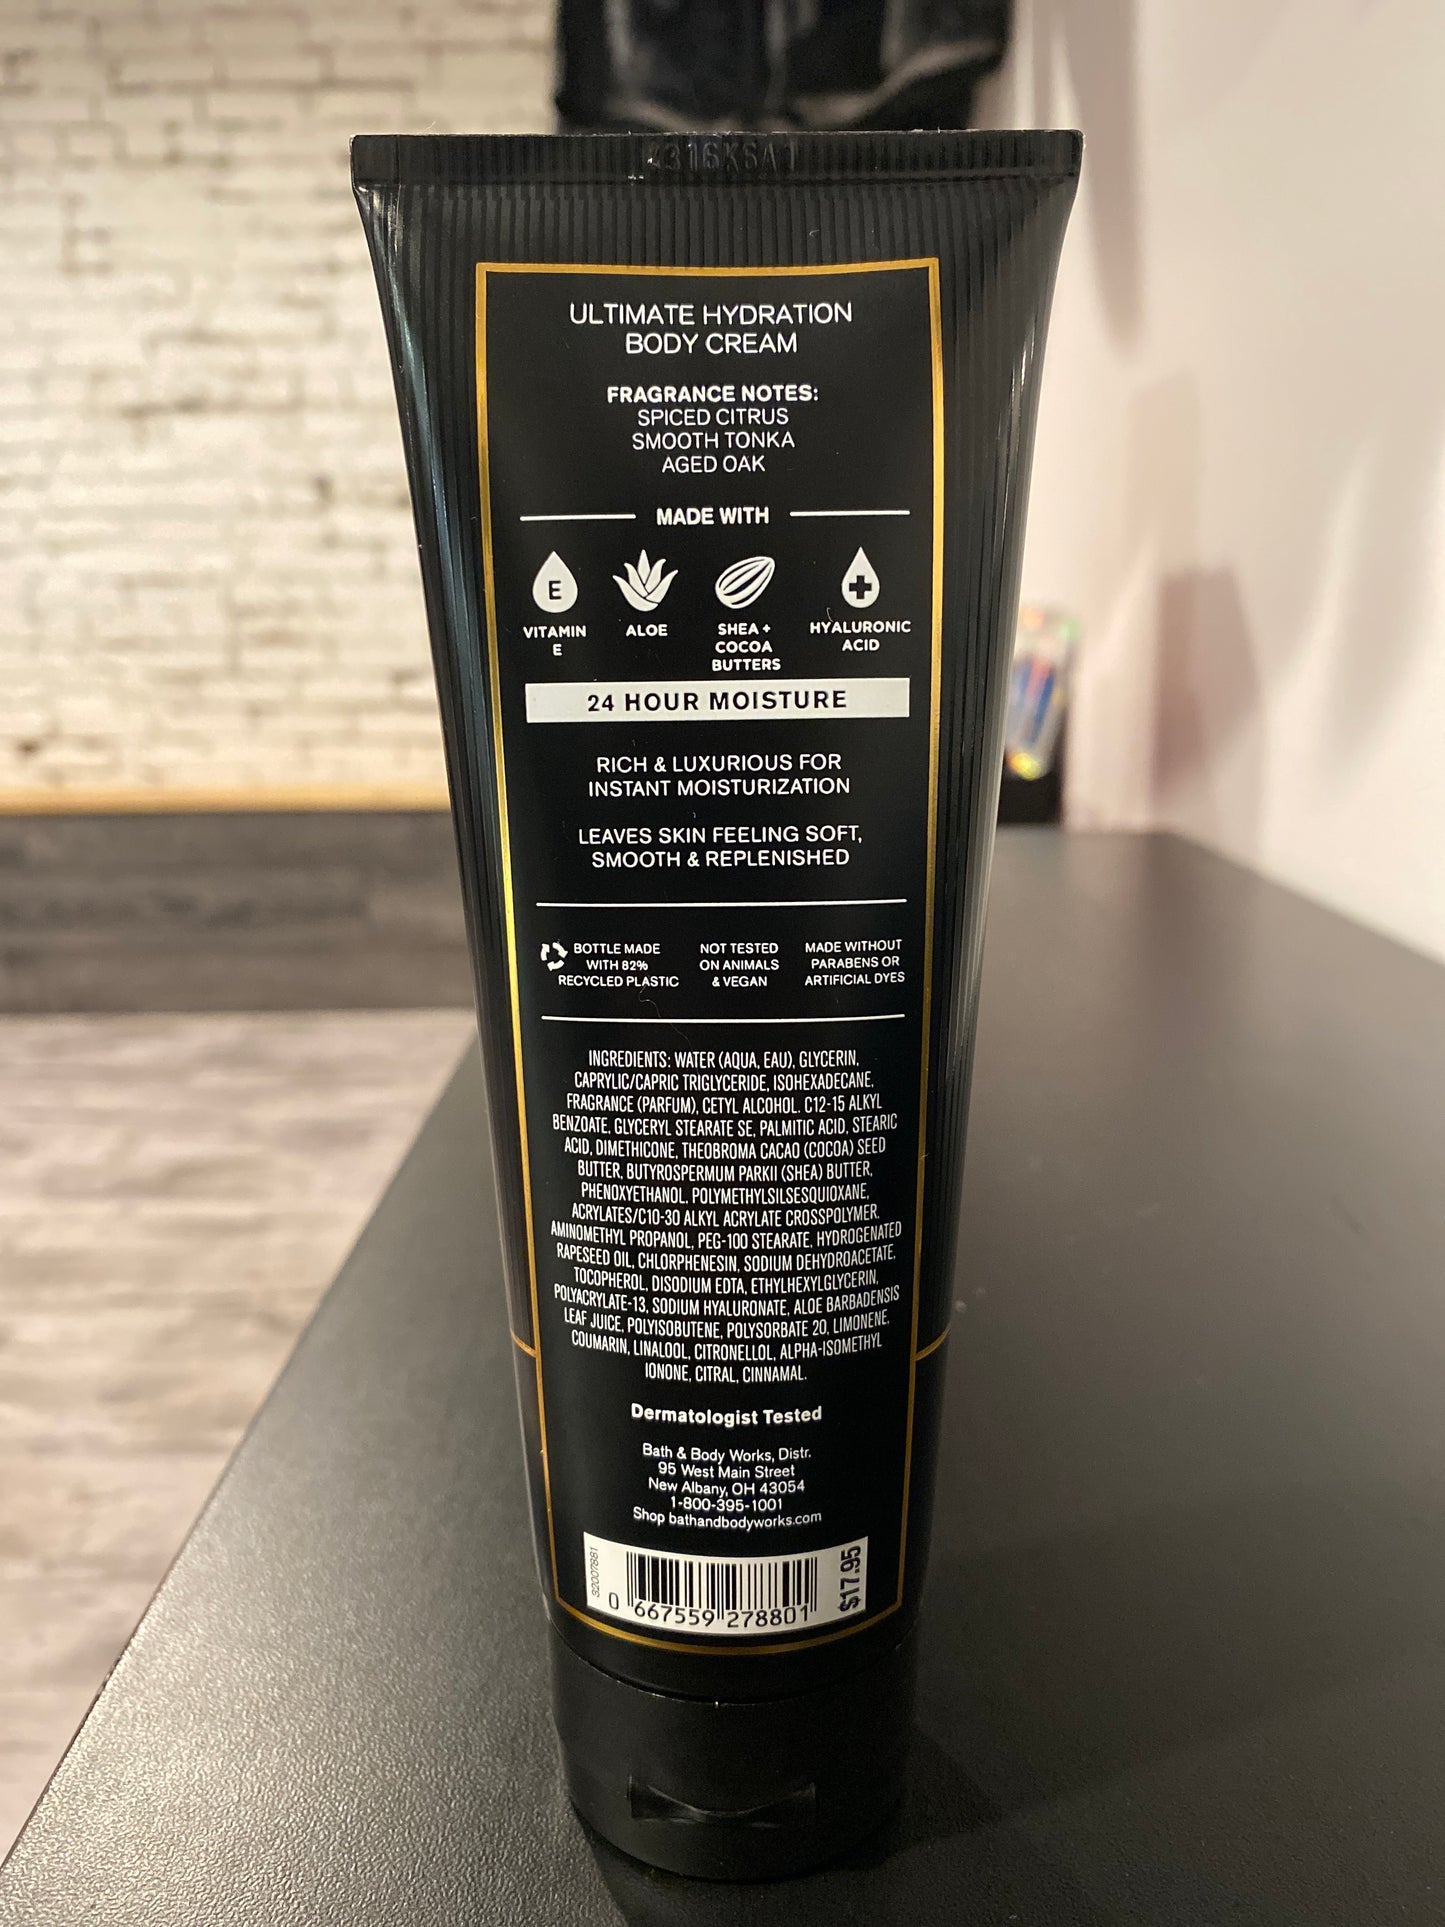 ULTIMATE HYDRATION
BODY CREAM
FRAGRANCE NOTES:
SPICED CITRUS
SMOOTH TONKA
AGED OAK
MADE WITH
E
VITAMIN
E
ALOE
SHEA +
COCOA
BUTTERS
HYALURONIC
ACID
24 HOUR MOISTURE
RICH & LUXURIOUS FOR
INSTANT MOISTURIZATION
LEAVES SKIN FEELING SOFT,
SMOOTH & REPLENISHED
BOTTLE MADE
WITH 82%
RECYCLED PLASTIC
NOT TESTED
ON ANIMALS
& VEGAN
MADE WITHOUT
PARABENS OR
ARTIFICIAL DYES
INGREDIENTS: WATER (AQUA, EAU), GLYCERIN,
CAPRYLIC/CAPRIC TRIGLYCERIDE, ISOHEXADECANE,
FRAGRANCE (PARFUM), CETYL ALCOHOL, C12-15 ALKYL
BENZOATE, GLYCERYL STEARATE SE, PALMITIC ACID, STEARIC
ACID, DIMETHICONE, THEOBROMA CACAO (COCOA) SEED
BUTTER, BUTYROSPERMUM PARKII (SHEA) BUTTER,
PHENOXYETHANOL, POLYMETHYLSILSESQUIOXANE,
ACRYLATES/C10-30 ALKYL ACRYLATE CROSSPOLYMER,
AMINOMETHYL PROPANOL, PEG-100 STEARATE, HYDROGENATED
RAPESEED OIL, CHLORPHENESIN, SODIUM DEHYDROACETATE,
TOCOPHEROL, DISODIUM EDTA, ETHYLHEXYLGLYCERIN,
POLYACRYLATE-13, SODIUM HYALURONATE, ALOE BARBADENSIS
LEAF JUICE, POLYISOBUTENE, POLYSORBATE 20, LIMONENE,
COUMARIN, LINALOOL, CITRONELLOL, ALPHA-ISOMETHYL
IONONE, CITRAL, CINNAMAL.
Dermatologist Tested
Bath & Body Works, Distr.
95 West Main Street
New Albany, OH 43054
1-800-395-1001
Shop bathandbodyworks.com
32007881
0 667559 278801
$17.95